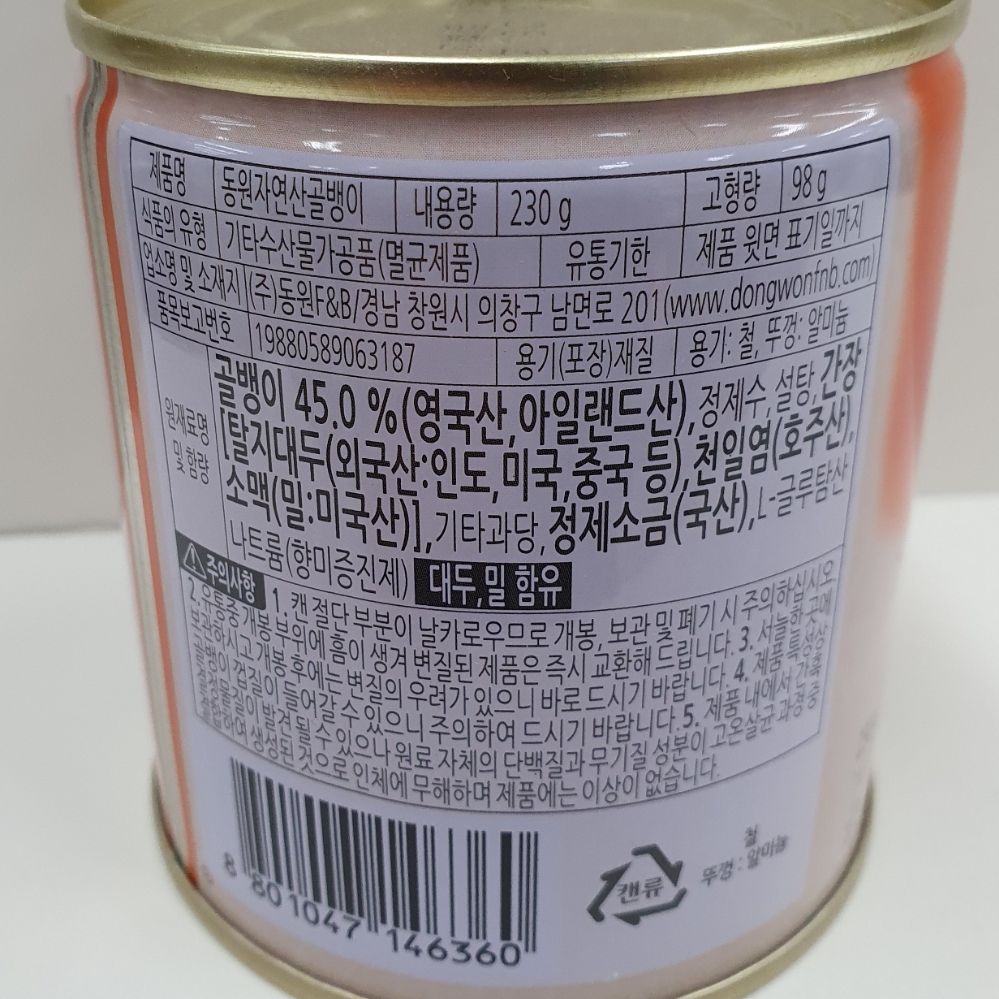 제품명 동원자연산골뱅이 내용량 230 g 고형량 98 g
식품의 유형 기타수산물가공품(멸균제품) 유통기한 제품 윗면 표기일까지
업소명 및 소재지 (주)동원F&B/경남 창원시 의창구 남면로 201(www.dongwonfnb.com)
품목보고번호 19880589063187 용기(포장)재질 용기: 철, 뚜껑: 알미늄
원재료명 및 함량 골뱅이 45.0 %(영국산, 아일랜드산), 정제수, 설탕, 간장
[탈지대두(외국산:인도,미국,중국 등), 천일염(호주산),
소맥(밀:미국산)], 기타과당, 정제소금(국산), L-글루탐산
나트륨(향미증진제) 대두,밀 함유
주의사항 1. 캔 절단부분이 날카로우므로 개봉, 보관 및 폐기 시 주의하십시오.
2. 유통중 개봉 부위에 흠이 생겨 변질된 제품은 즉시 교환해 드립니다. 3. 서늘한 곳에
보관하시고 개봉 후에는 변질의 우려가 있으니 바로 드시기 바랍니다. 4. 제품 특성상
골뱅이 껍질이 들어갈 수 있으니 주의하여 드시기 바랍니다. 5. 제품 내에서 간혹
물질이 발견될 수 있으나 원료 자체의 단백질과 무기질 성분이 고온살균 과정 중
하여 생성된 것으로 인체에 무해하며 제품에는 이상이 없습니다.
8 801047 146360
캔류
철
뚜껑 : 알미늄